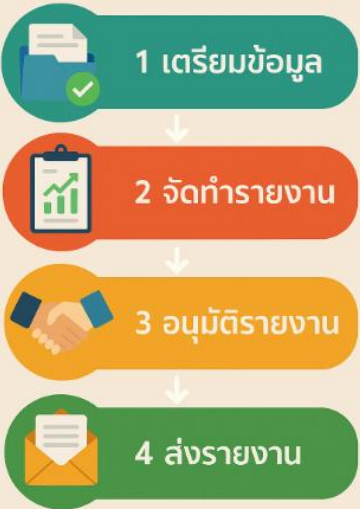 1 เตรียมข้อมูล
2 จัดทำรายงาน
3 อนุมัติรายงาน
4 ส่งรายงาน